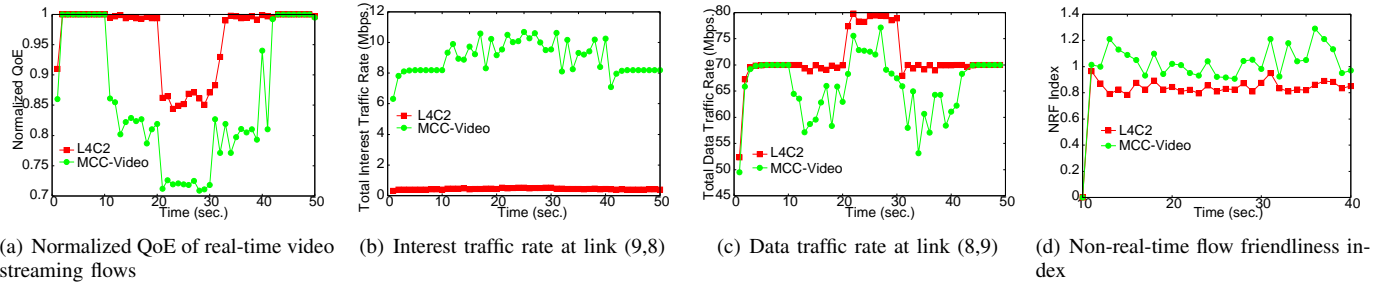 1
0.95
0.9
0.85
0.8
0.75
0.7
Normalized QoE
L4C2
MCC-Video
0 10 20 30 40 50
Time (sec.)
(a) Normalized QoE of real-time video
streaming flows
14
12
10
8
6
4
2
0
Total Interest Traffic Rate (Mbps.)
L4C2
MCC-Video
0 10 20 30 40 50
Time (sec.)
(b) Interest traffic rate at link (9,8)
80
75
70
65
60
55
50
45
Total Data Traffic Rate (Mbps.)
L4C2
MCC-Video
0 10 20 30 40 50
Time (sec.)
(c) Data traffic rate at link (8,9)
1.4
1.2
1
0.8
0.6
0.4
0.2
0
NRF Index
L4C2
MCC-Video
10 20 30 40
Time (sec.)
(d) Non-real-time flow friendliness in-
dex